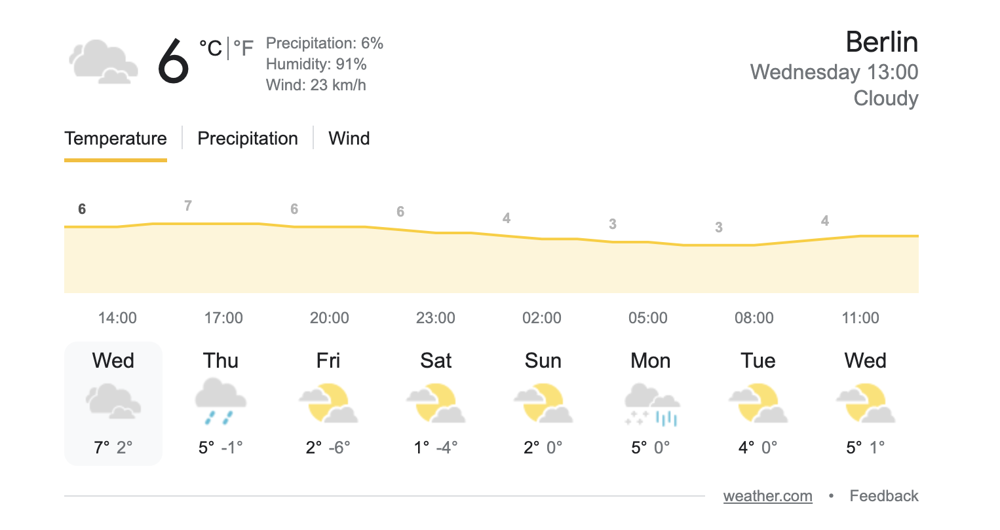 6 °C | °F
Precipitation: 6%
Humidity: 91%
Wind: 23 km/h
Berlin
Wednesday 13:00
Cloudy
Temperature Precipitation Wind
6 7 6 6 4 3 3 4
14:00 17:00 20:00 23:00 02:00 05:00 08:00 11:00
Wed Thu Fri Sat Sun Mon Tue Wed
7° 2° 5° -1° 2° -6° 1° -4° 2° 0° 5° 0° 4° 0° 5° 1°
weather.com • Feedback